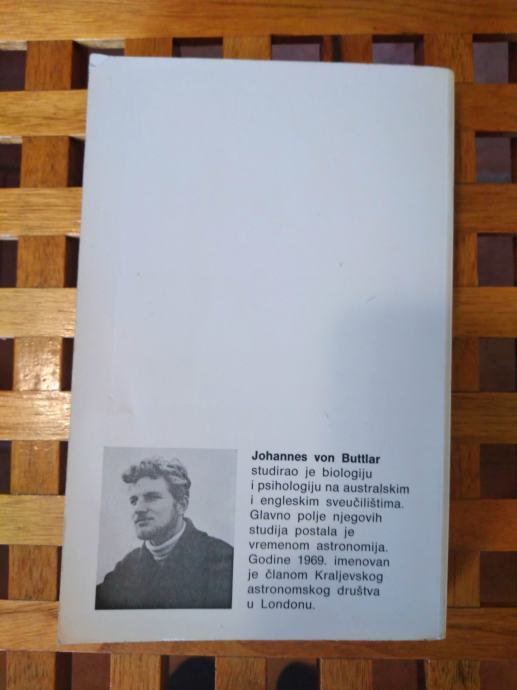 Johannes von Buttlar
studirao je biologiju
i psihologiju na australskim
i engleskim sveučilištima.
Glavno polje njegovih
studija postala je
vremenom astronomija.
Godine 1969. imenovan
je članom Kraljevskog
astronomskog društva
u Londonu.